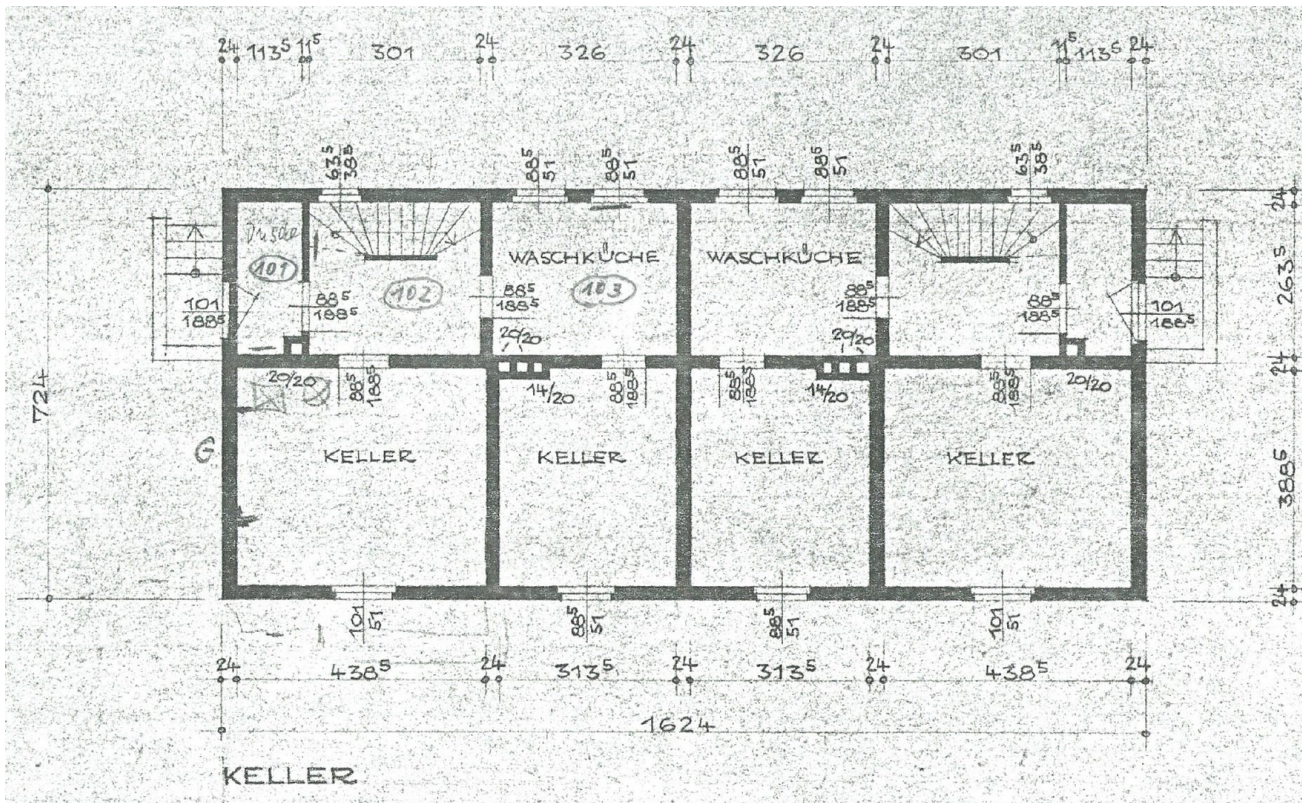 24 113⁵ 11⁵ 301 24 326 24 326 24 301 11⁵ 113⁵ 24
63⁵ 88⁵ 88⁵ 88⁵ 88⁵ 63⁵
38⁵ 51 51 51 51 38⁵
24
Dusche
WASCHKÜCHE WASCHKÜCHE
101 102 103
263⁵
101 88⁵ 88⁵ 88⁵ 88⁵ 101
188⁵ 188⁵ 188⁵ 188⁵ 188⁵ 188⁵
20/20 20/20
24
20/20 88⁵ 14/20 88⁵ 88⁵ 14/20 88⁵ 20/20
188⁵ 188⁵ 188⁵ 188⁵
724
G
KELLER KELLER KELLER KELLER
388⁵
24
101 88⁵ 88⁵ 101
51 51 51 51
24 438⁵ 24 313⁵ 24 313⁵ 24 438⁵ 24
1624
KELLER